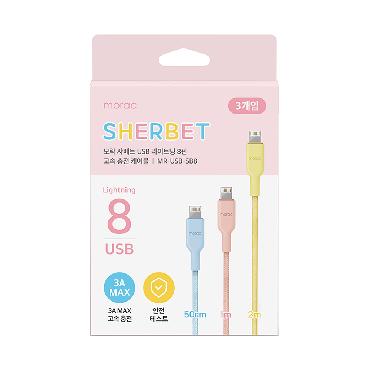 morac
3개입
SHERBET
모락 샤베트 USB 라이트닝 8핀
고속 충전 케이블 | MR-USB-SB8
Lightning
8
USB
3A
MAX
3A MAX
고속 충전
안전
테스트
50cm
1m
2m